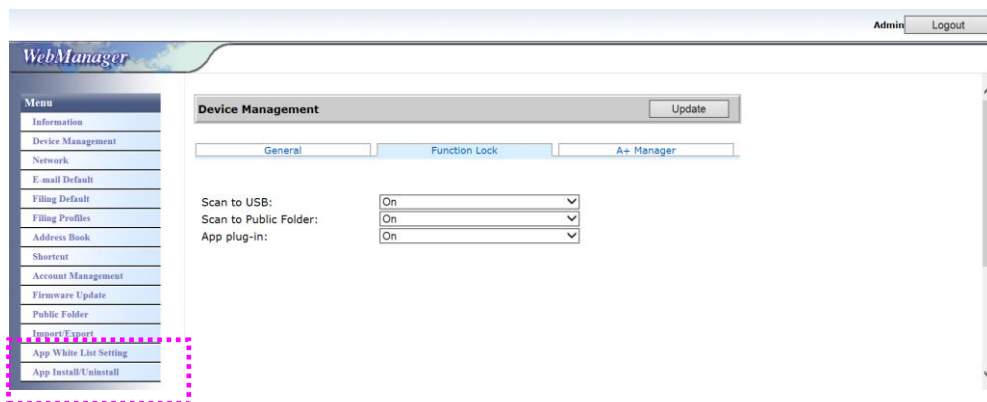 Admin Logout
WebManager
Menu
Information
Device Management
Network
E-mail Default
Filing Default
Filing Profiles
Address Book
Shortcut
Account Management
Firmware Update
Public Folder
Import/Export
App White List Setting
App Install/Uninstall
Device Management Update
General Function Lock A+ Manager
Scan to USB: On
Scan to Public Folder: On
App plug-in: On